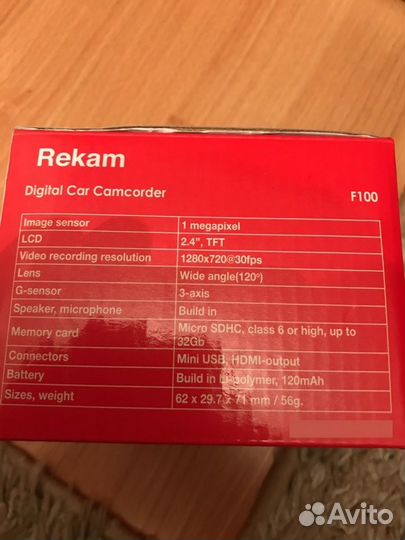 Rekam
Digital Car Camcorder F100
Image sensor 1 megapixel
LCD 2.4", TFT
Video recording resolution 1280x720@30fps
Lens Wide angle(120°)
G-sensor 3-axis
Speaker, microphone Build in
Memory card Micro SDHC, class 6 or high, up to
32Gb
Connectors Mini USB, HDMI-output
Battery Build in Li-polymer, 120mAh
Sizes, weight 62 x 29.7 x 71 mm / 56g.
Avito